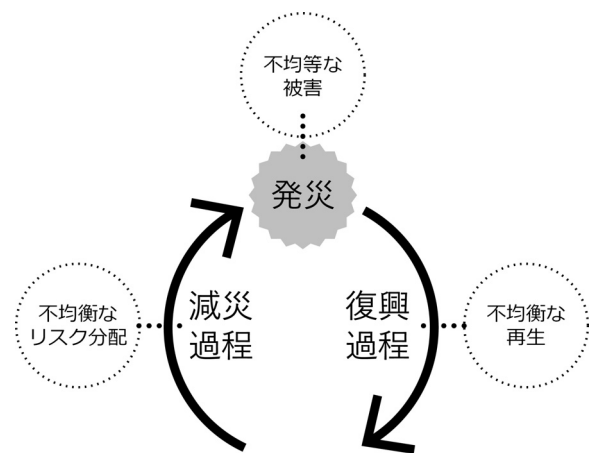 不均等な
被害
発災
不均衡な
リスク分配
減災
過程
復興
過程
不均衡な
再生